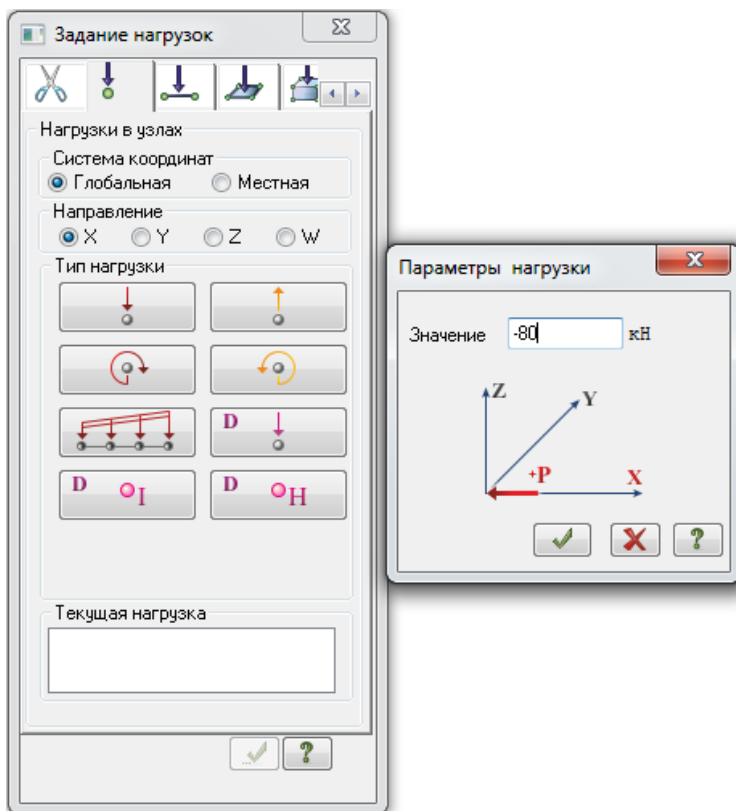 Задание нагрузок
Нагрузки в узлах
Система координат
Глобальная Местная
Направление
X Y Z W
Тип нагрузки
D
D I D H
Текущая нагрузка
Параметры нагрузки
Значение -80 кН
Z
Y
+P X
?
?